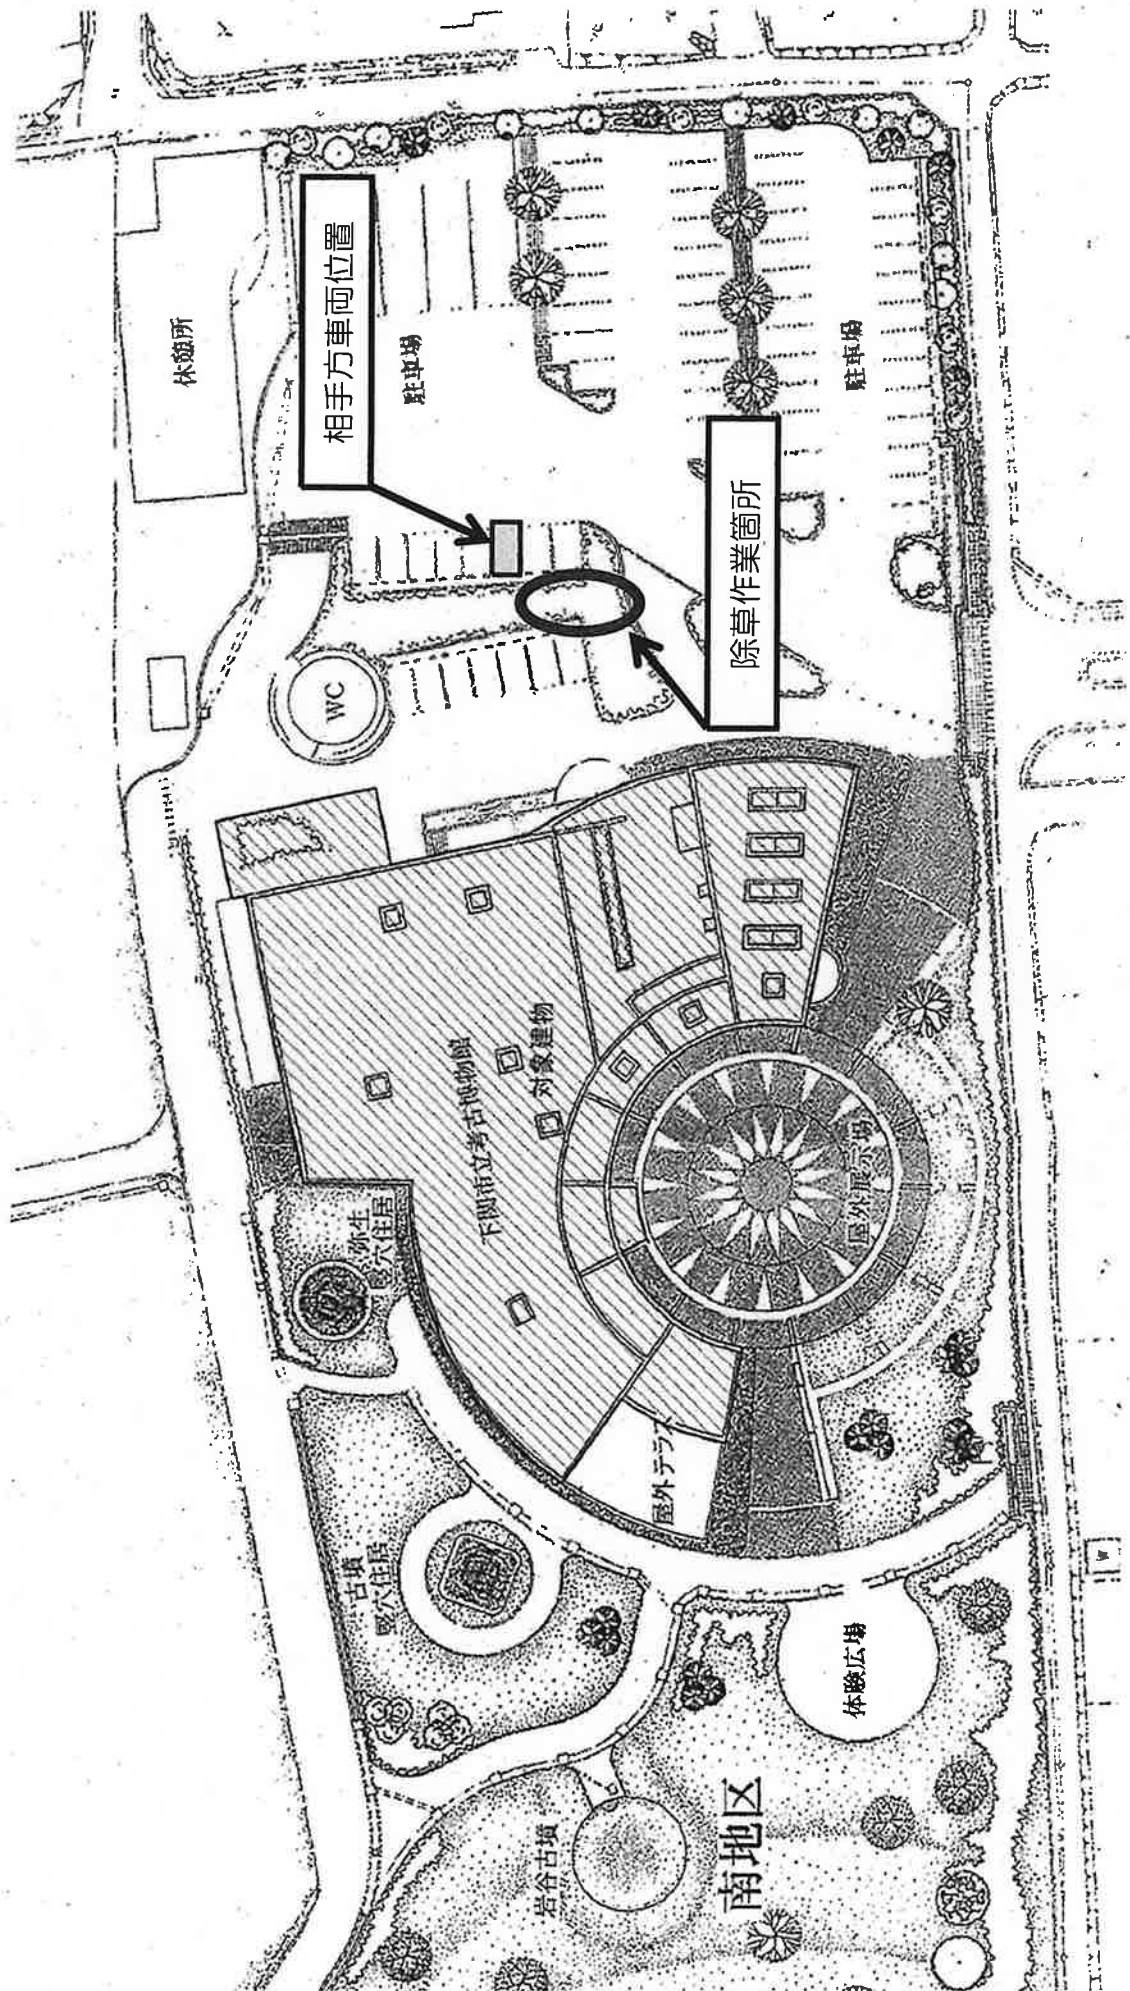 休憩所
相手方車両位置
駐車場
駐車場
除草作業箇所
WC
下関市立考古博物館
対象建物
屋外展示場
弥生
竪穴住居
屋外テラス
古墳
竪穴住居
体験広場
岩谷古墳
南地区